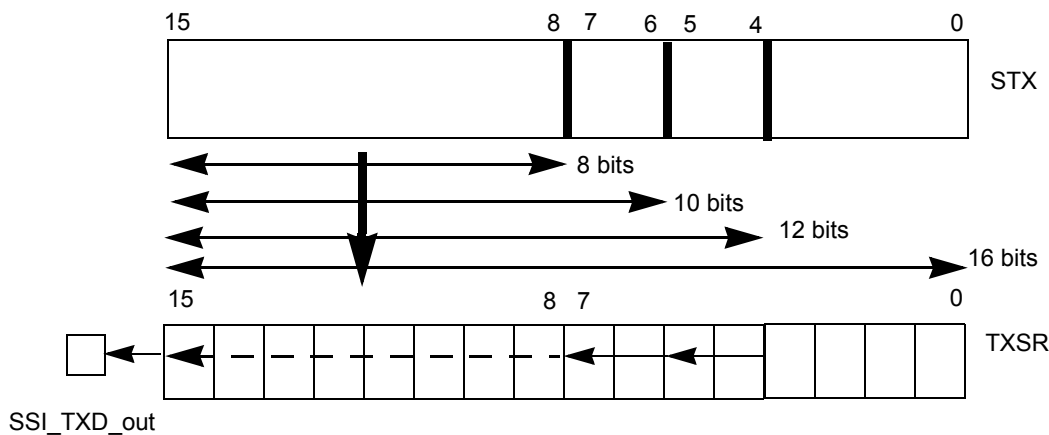 15 8 7 6 5 4 0
STX
8 bits
10 bits
12 bits
16 bits
15 8 7 0
TXSR
SSI_TXD_out